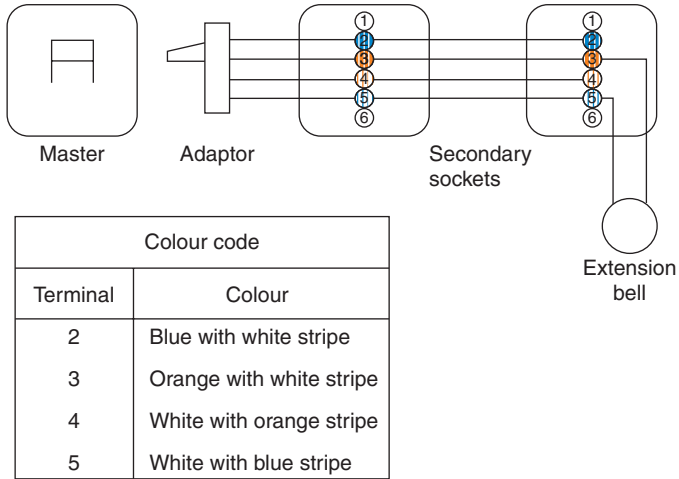 1 1
2 2
3 3
4 4
5 5
6 6
Master Adaptor Secondary
sockets
Extension
bell
Colour code
Terminal Colour
2 Blue with white stripe
3 Orange with white stripe
4 White with orange stripe
5 White with blue stripe